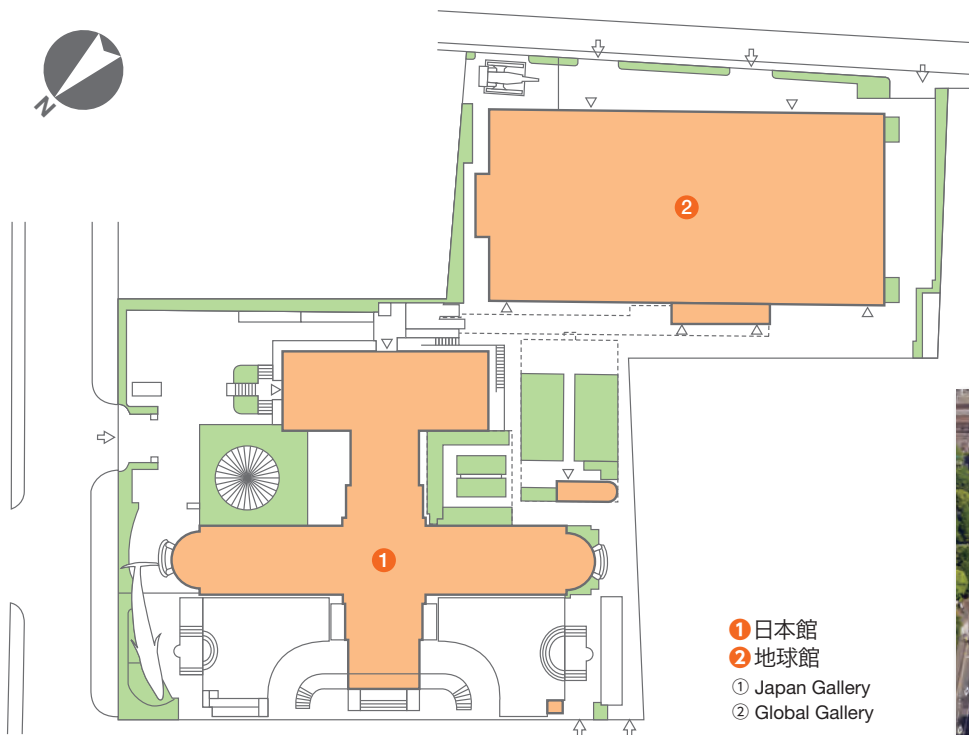 N
2
1
1 日本館
2 地球館
① Japan Gallery
② Global Gallery